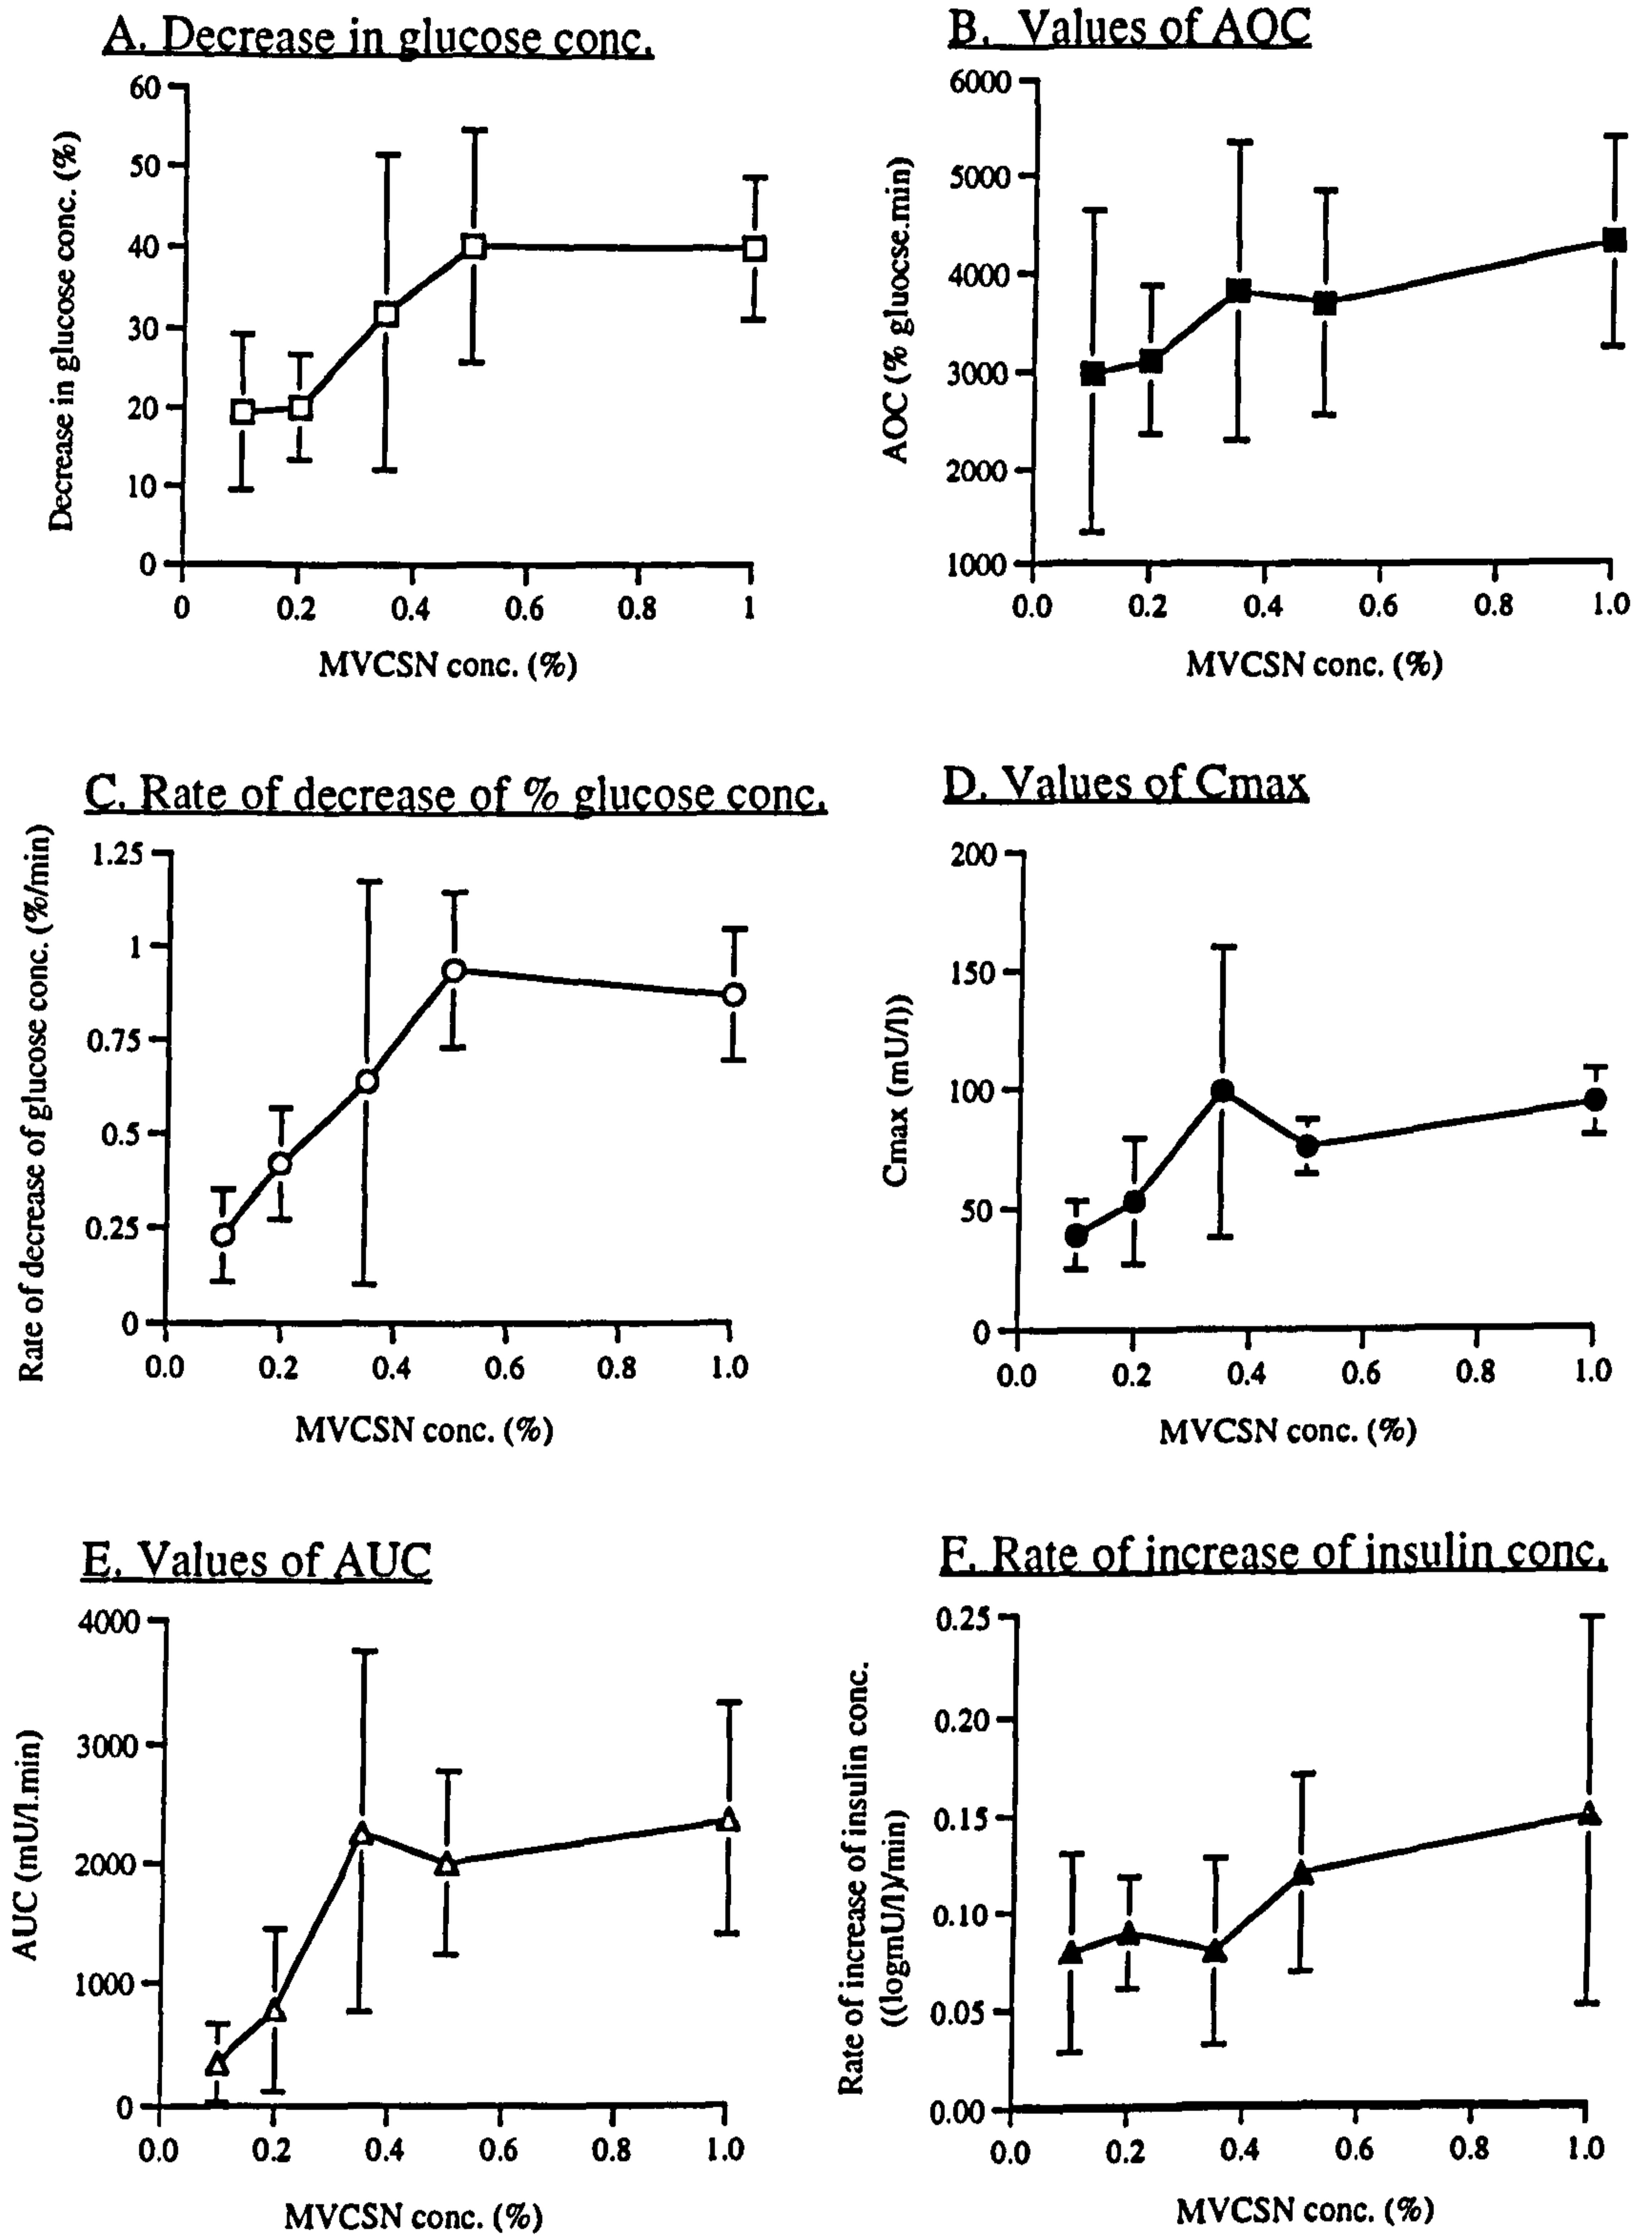 A. Decrease in glucose conc.
Decrease in glucose conc. (%)
60
50
40
30
20
10
0
0 0.2 0.4 0.6 0.8 1
MVCSN conc. (%)
B. Values of AOC
AOC (% gluocse.min)
6000
5000
4000
3000
2000
1000
0.0 0.2 0.4 0.6 0.8 1.0
MVCSN conc. (%)
C. Rate of decrease of % glucose conc.
Rate of decrease of glucose conc. (%/min)
1.25
1
0.75
0.5
0.25
0
0.0 0.2 0.4 0.6 0.8 1.0
MVCSN conc. (%)
D. Values of Cmax
Cmax (mU/l))
200
150
100
50
0
0.0 0.2 0.4 0.6 0.8 1.0
MVCSN conc. (%)
E. Values of AUC
AUC (mU/l.min)
4000
3000
2000
1000
0
0.0 0.2 0.4 0.6 0.8 1.0
MVCSN conc. (%)
F. Rate of increase of insulin conc.
Rate of increase of insulin conc.
((logmU/l)/min)
0.25
0.20
0.15
0.10
0.05
0.00
0.0 0.2 0.4 0.6 0.8 1.0
MVCSN conc. (%)